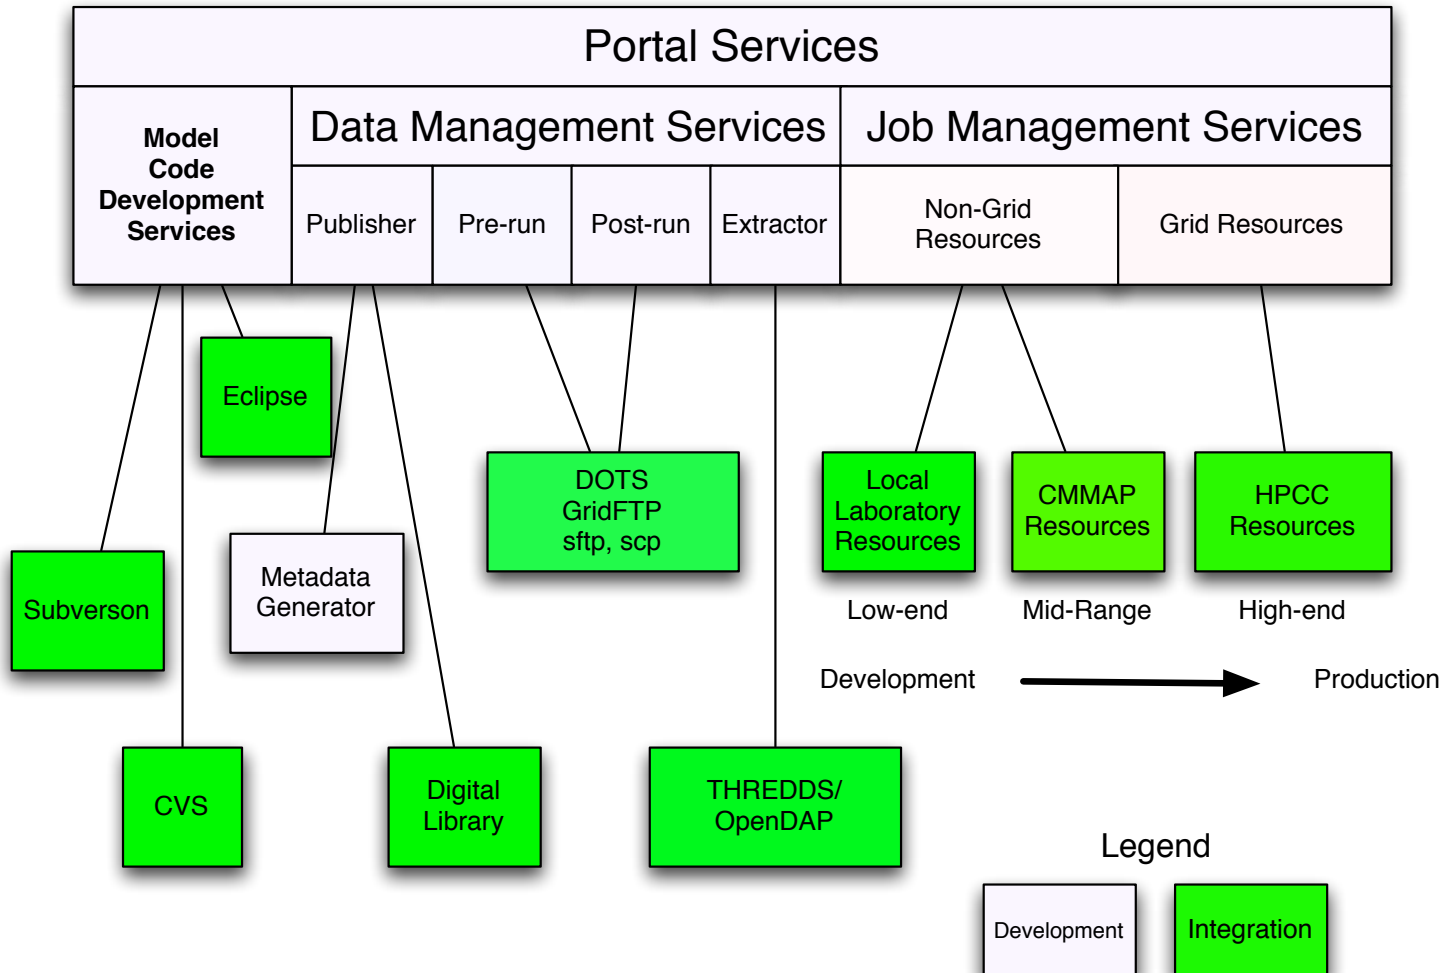 Portal Services
Model
Code
Development
Services
Data Management Services
Job Management Services
Publisher
Pre-run
Post-run
Extractor
Non-Grid
Resources
Grid Resources
Eclipse
Subverson
CVS
Metadata
Generator
Digital
Library
DOTS
GridFTP
sftp, scp
THREDDS/
OpenDAP
Local
Laboratory
Resources
CMMAP
Resources
HPCC
Resources
Low-end
Mid-Range
High-end
Development
Production
Legend
Development
Integration